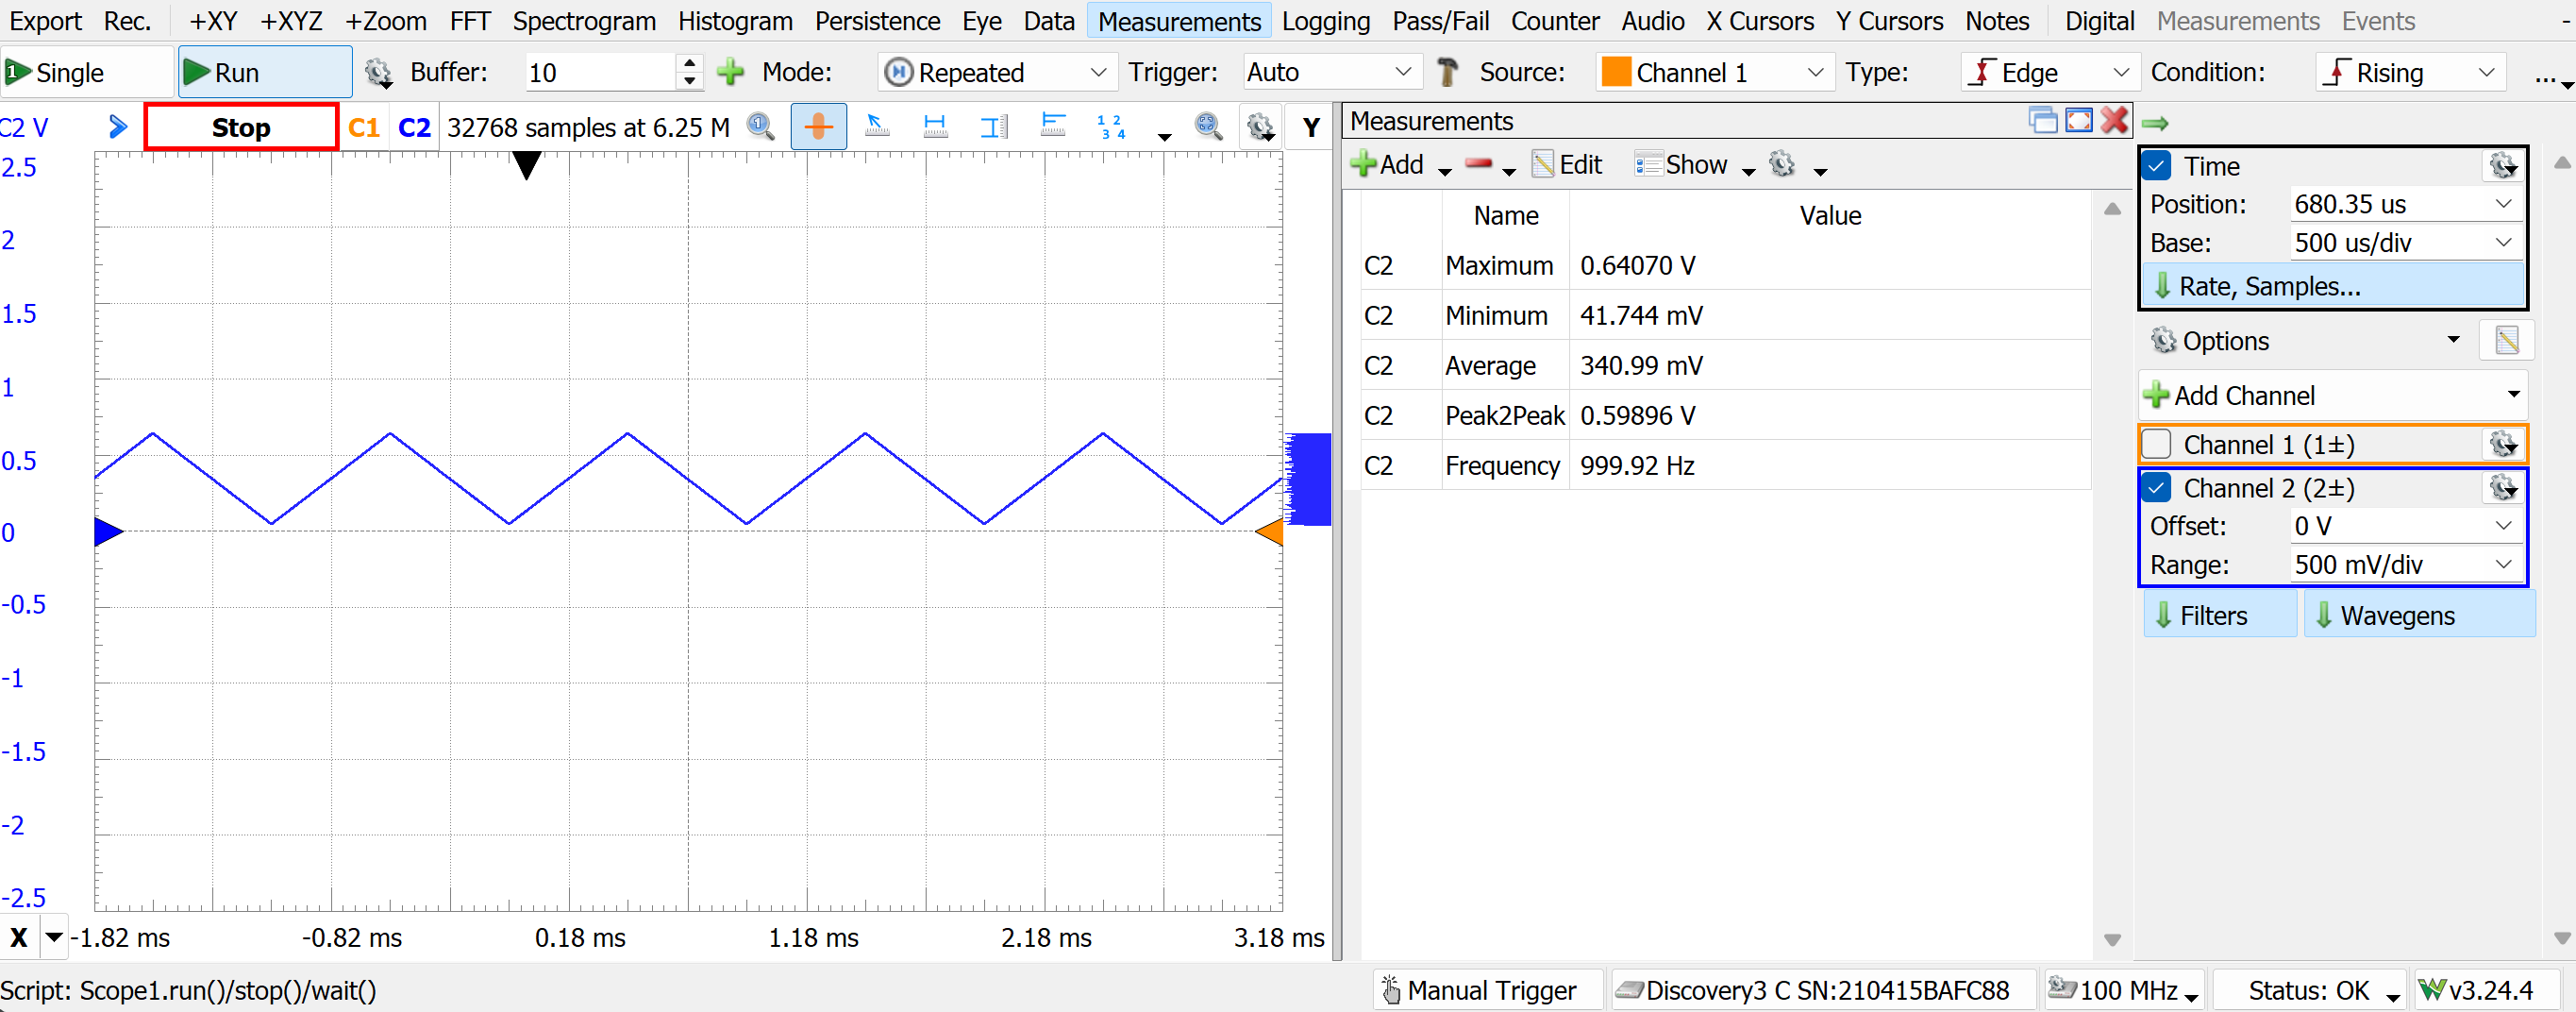 Export Rec. +XY +XYZ +Zoom FFT Spectrogram Histogram Persistence Eye Data Measurements Logging Pass/Fail Counter Audio X Cursors Y Cursors Notes Digital Measurements Events -
1 Single Run Buffer: 10 Mode: Repeated Trigger: Auto Source: Channel 1 Type: Edge Condition: Rising ...
C2 V Stop C1 C2 32768 samples at 6.25 M 1 1 2 3 4 Y
2.5
2
1.5
1
0.5
0
-0.5
-1
-1.5
-2
-2.5
X -1.82 ms -0.82 ms 0.18 ms 1.18 ms 2.18 ms 3.18 ms
Measurements
Add Edit Show
Name Value
C2 Maximum 0.64070 V
C2 Minimum 41.744 mV
C2 Average 340.99 mV
C2 Peak2Peak 0.59896 V
C2 Frequency 999.92 Hz
Time
Position: 680.35 us
Base: 500 us/div
Rate, Samples...
Options
Add Channel
Channel 1 (1±)
Channel 2 (2±)
Offset: 0 V
Range: 500 mV/div
Filters Wavegens
Script: Scope1.run()/stop()/wait() Manual Trigger Discovery3 C SN:210415BAFC88 100 MHz Status: OK W v3.24.4